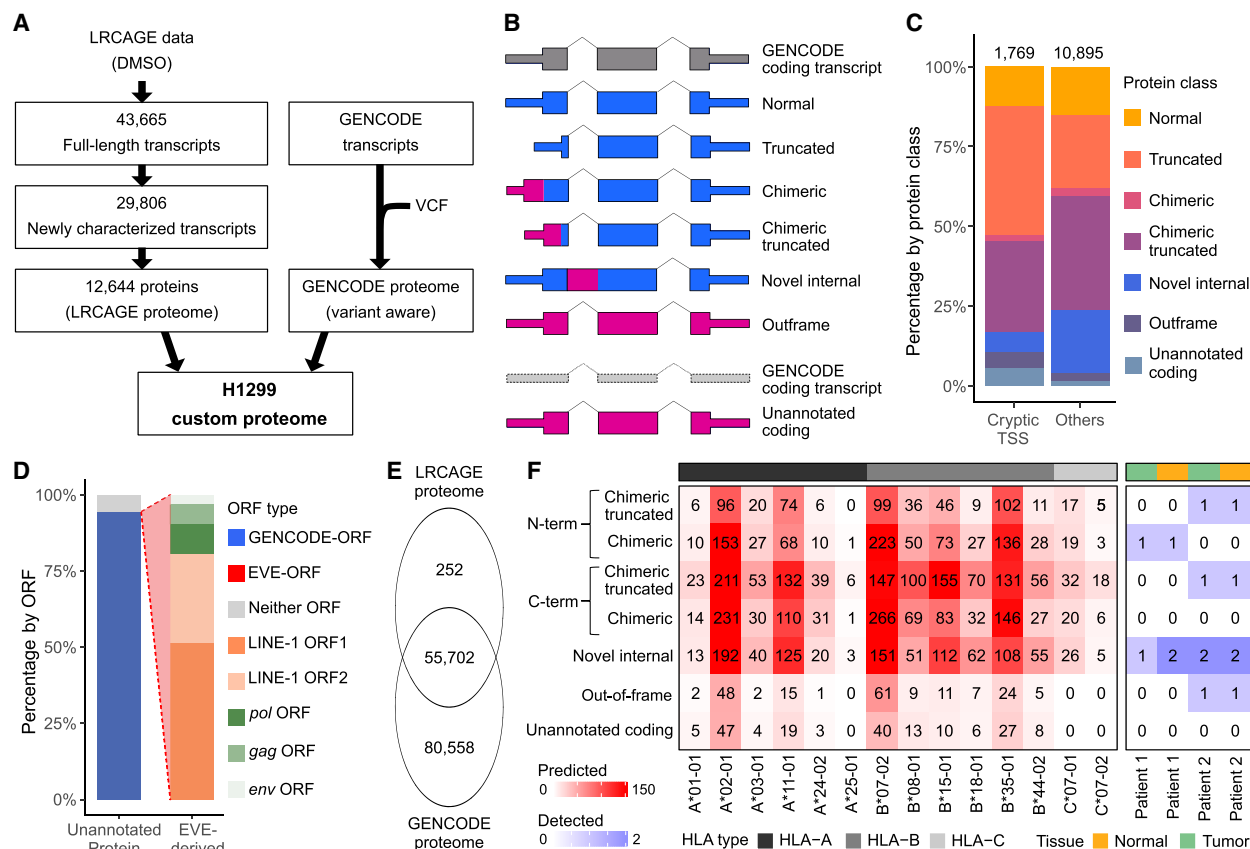 A
LRCAGE data
(DMSO)
43,665
Full-length transcripts
29,806
Newly characterized transcripts
12,644 proteins
(LRCAGE proteome)
GENCODE
transcripts
VCF
GENCODE proteome
(variant aware)
H1299
custom proteome
B
GENCODE
coding transcript
Normal
Truncated
Chimeric
Chimeric
truncated
Novel internal
Outframe
GENCODE
coding transcript
Unannotated
coding
C
Percentage by protein class
100%
75%
50%
25%
0%
1,769
10,895
Cryptic
TSS
Others
Protein class
Normal
Truncated
Chimeric
Chimeric
truncated
Novel internal
Outframe
Unannotated
coding
D
Percentage by ORF
100%
75%
50%
25%
0%
Unannotated
Protein
EVE-
derived
ORF type
GENCODE-ORF
EVE-ORF
Neither ORF
LINE-1 ORF1
LINE-1 ORF2
pol ORF
gag ORF
env ORF
E
LRCAGE
proteome
252
55,702
80,558
GENCODE
proteome
F
N-term
C-term
Chimeric
truncated
6 96 20 74 6 0 99 36 46 9 102 11 17 5 0 0 1 1
Chimeric
10 153 27 68 10 1 223 50 73 27 136 28 19 3 1 1 0 0
Chimeric
truncated
23 211 53 132 39 6 147 100 155 70 131 56 32 18 0 0 1 1
Chimeric
14 231 30 110 31 1 266 69 83 32 146 27 20 6 0 0 0 0
Novel internal
13 192 40 125 20 3 151 51 112 62 108 55 26 5 1 2 2 2
Out-of-frame
2 48 2 15 1 0 61 9 11 7 24 5 0 0 0 0 1 1
Unannotated coding
5 47 4 19 3 0 40 13 10 6 27 8 0 0 0 0 0 0
A*01-01
A*02-01
A*03-01
A*11-01
A*24-02
A*25-01
B*07-02
B*08-01
B*15-01
B*18-01
B*35-01
B*44-02
C*07-01
C*07-02
Patient 1
Patient 1
Patient 2
Patient 2
Predicted
0 150
Detected
0 2
HLA type HLA-A HLA-B HLA-C Tissue Normal Tumor